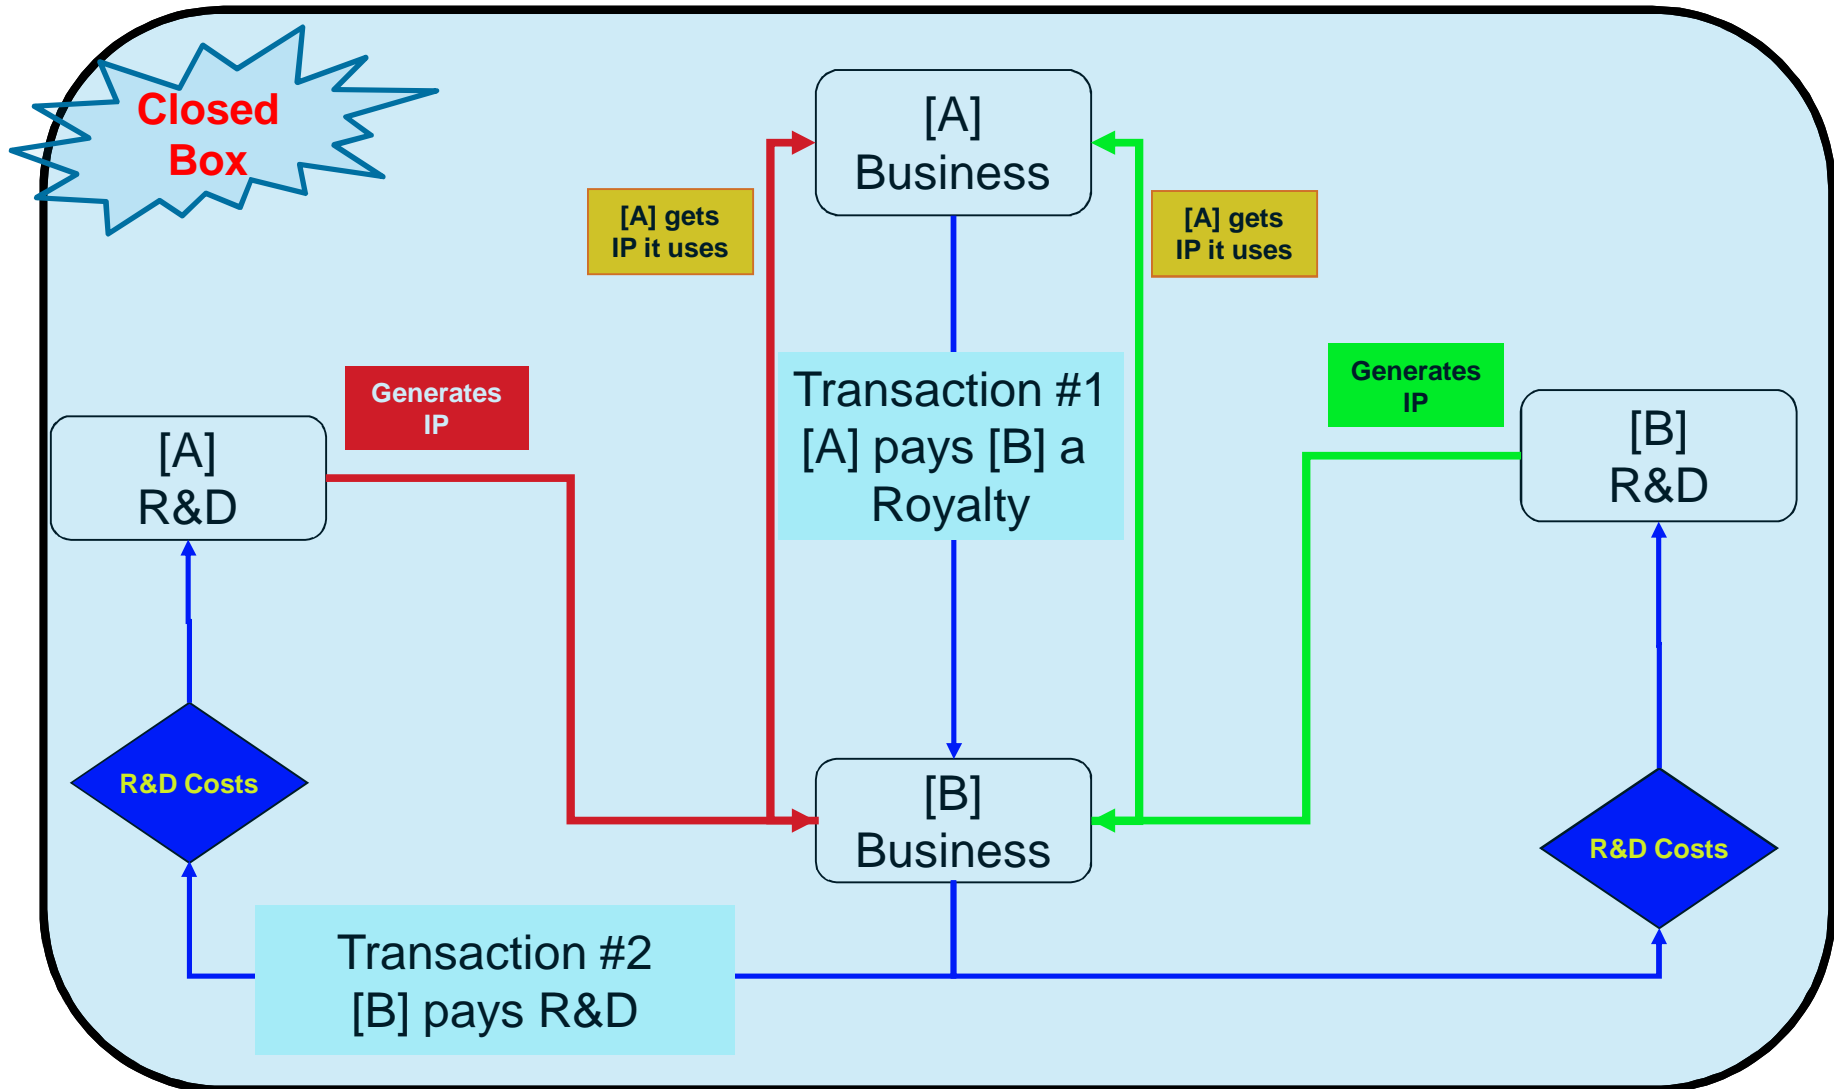 Closed
Box
[A]
Business
[A] gets
IP it uses
[A] gets
IP it uses
Generates
IP
Transaction #1
[A] pays [B] a
Royalty
Generates
IP
[A]
R&D
[B]
R&D
R&D Costs
[B]
Business
R&D Costs
Transaction #2
[B] pays R&D